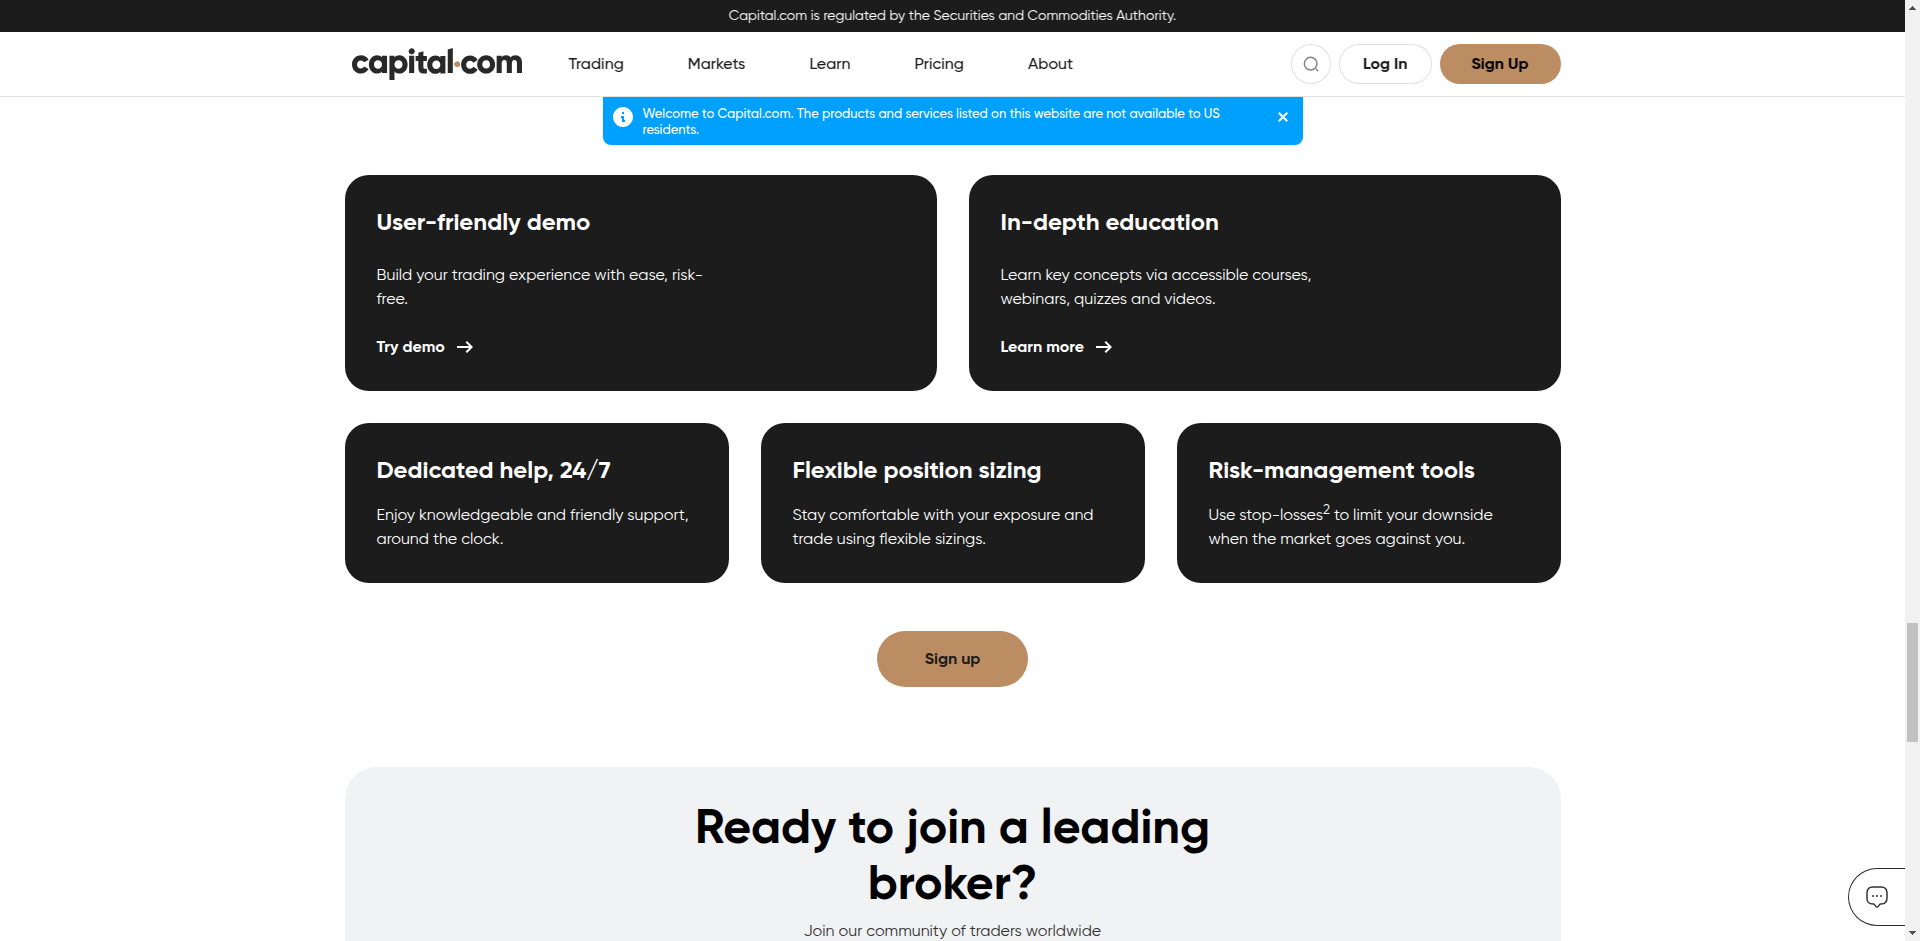 Capital.com is regulated by the Securities and Commodities Authority.
capital.com
Trading
Markets
Learn
Pricing
About
Log In
Sign Up
Welcome to Capital.com. The products and services listed on this website are not available to US
residents.
User-friendly demo
Build your trading experience with ease, risk-
free.
Try demo
In-depth education
Learn key concepts via accessible courses,
webinars, quizzes and videos.
Learn more
Dedicated help, 24/7
Enjoy knowledgeable and friendly support,
around the clock.
Flexible position sizing
Stay comfortable with your exposure and
trade using flexible sizings.
Risk-management tools
Use stop-losses2 to limit your downside
when the market goes against you.
Sign up
Ready to join a leading
broker?
Join our community of traders worldwide